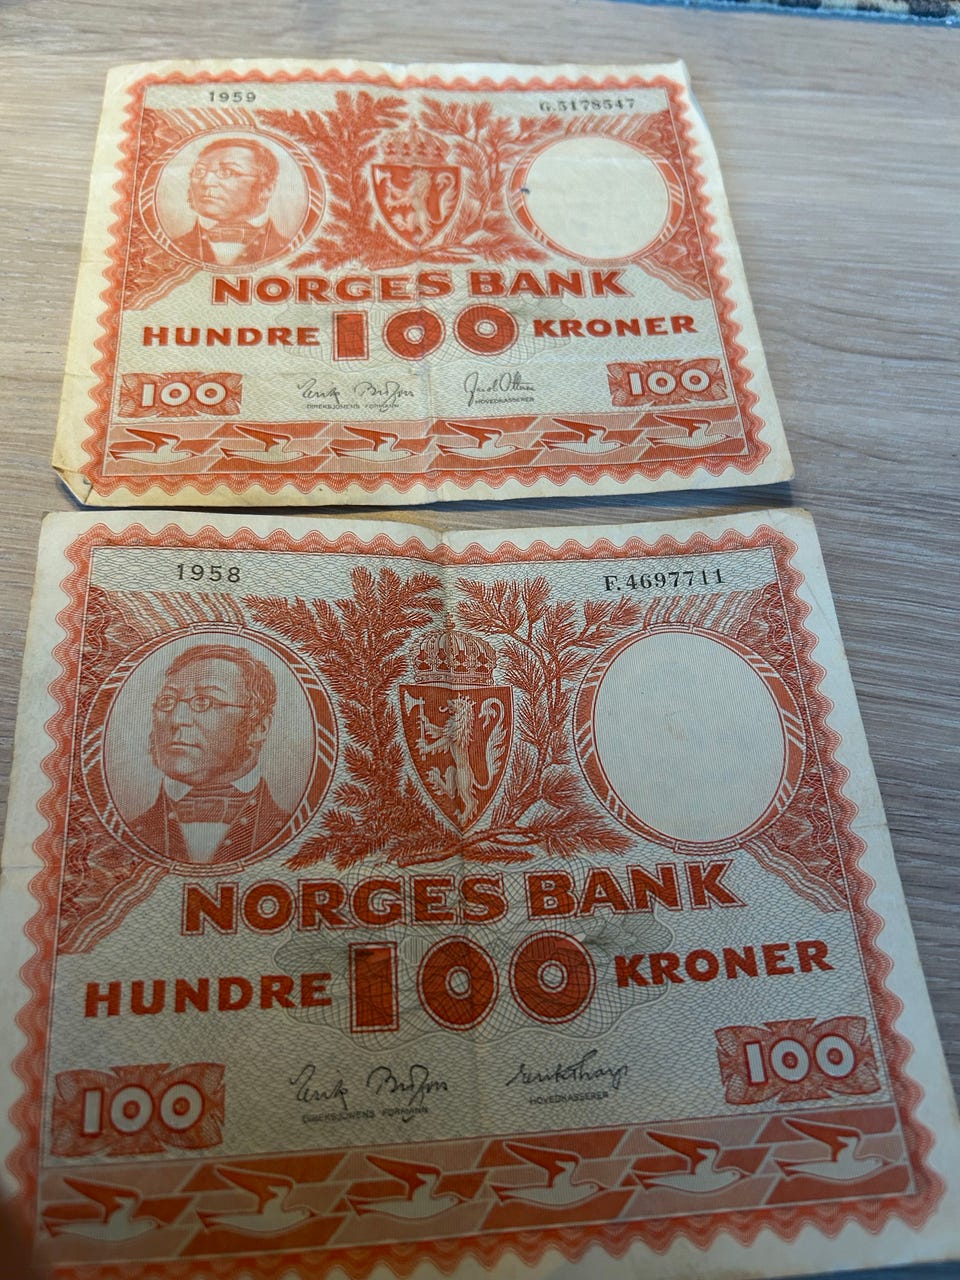 1959 G.5178547
NORGES BANK
HUNDRE 100 KRONER
100 100
DIREKSJONENS FORMANN HOVEDKASSERER
1958 F.4697711
NORGES BANK
HUNDRE 100 KRONER
100 100
DIREKSJONENS FORMANN HOVEDKASSERER